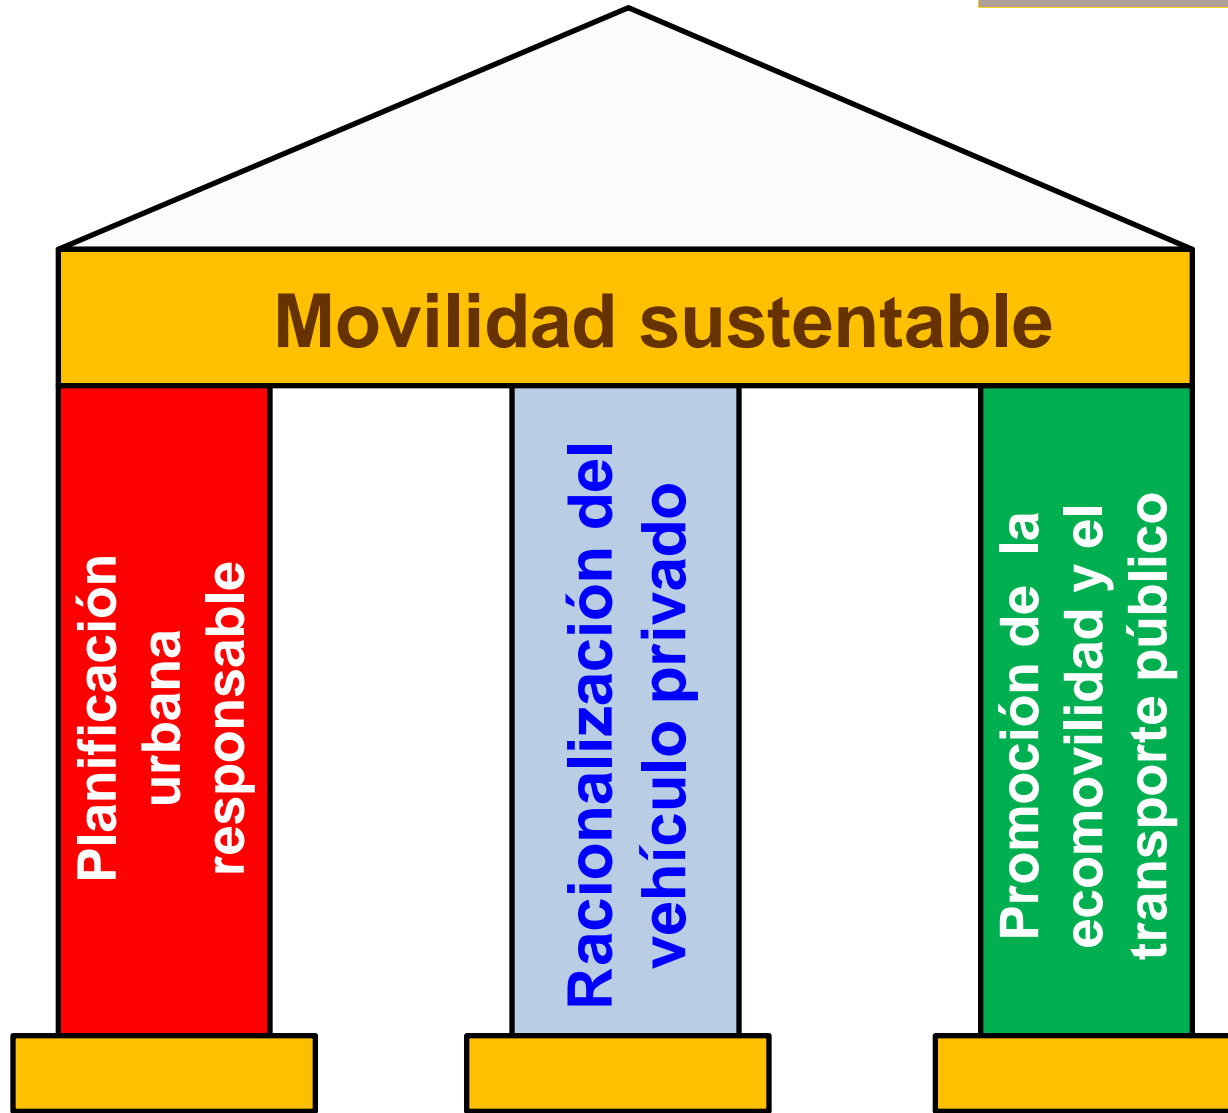 Movilidad sustentable
Planificación
urbana
responsable
Racionalización del
vehículo privado
Promoción de la
ecomovilidad y el
transporte público